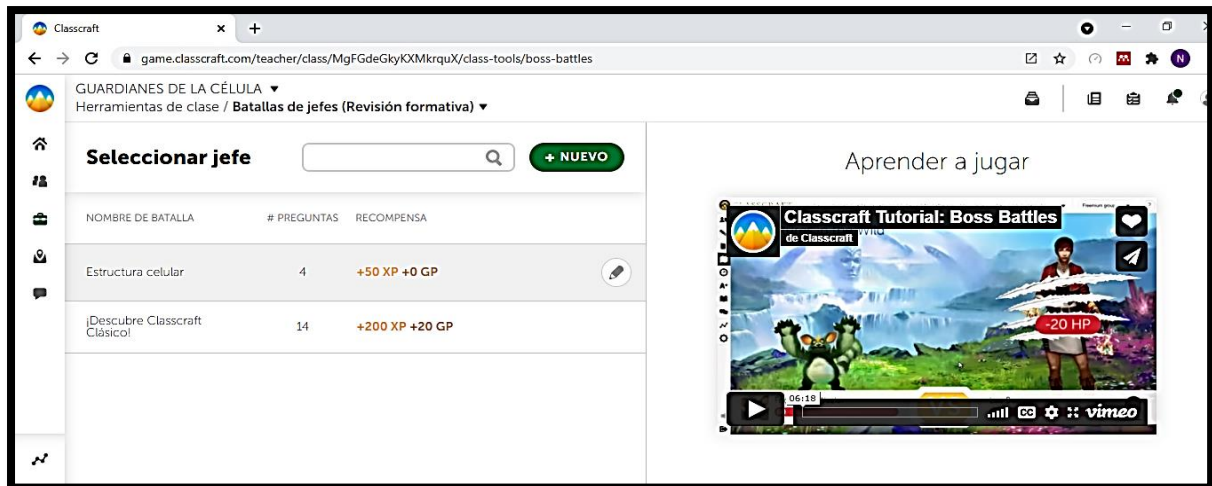 Classcraft
game.classcraft.com/teacher/class/MgFGdeGkyKXMkrquX/class-tools/boss-battles
N
GUARDIANES DE LA CÉLULA
Herramientas de clase / Batallas de jefes (Revisión formativa)
Seleccionar jefe
+ NUEVO
NOMBRE DE BATALLA # PREGUNTAS RECOMPENSA
Estructura celular 4 +50 XP +0 GP
¡Descubre Classcraft
Clásico!
14 +200 XP +20 GP
Aprender a jugar
Classcraft Tutorial: Boss Battles
de Classcraft
-20 HP
VS
06:18
CC
vimeo